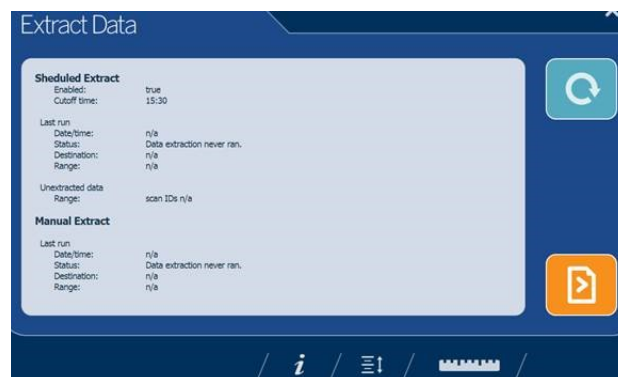 Extract Data
Sheduled Extract
Enabled: true
Cutoff time: 15:30
Last run
Date/time: n/a
Status: Data extraction never ran.
Destination: n/a
Range: n/a
Unextracted data
Range: scan IDs n/a
Manual Extract
Last run
Date/time: n/a
Status: Data extraction never ran.
Destination: n/a
Range: n/a
i